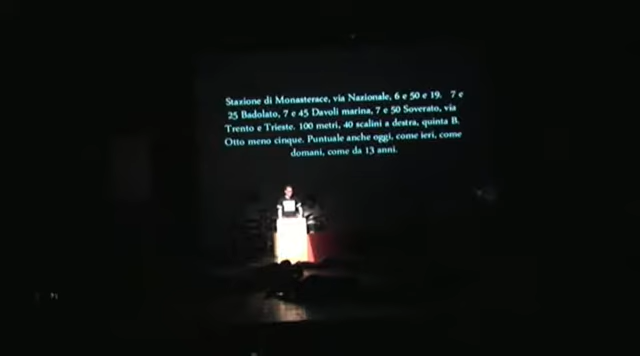 Stazione di Monasterace, via Nazionale, 6 e 50 e 19. 7 e
25 Badolato, 7 e 45 Davoli marina, 7 e 50 Soverato, via
Trento e Trieste. 100 metri, 40 scalini a destra, quinta B.
Otto meno cinque. Puntuale anche oggi, come ieri, come
domani, come da 13 anni.